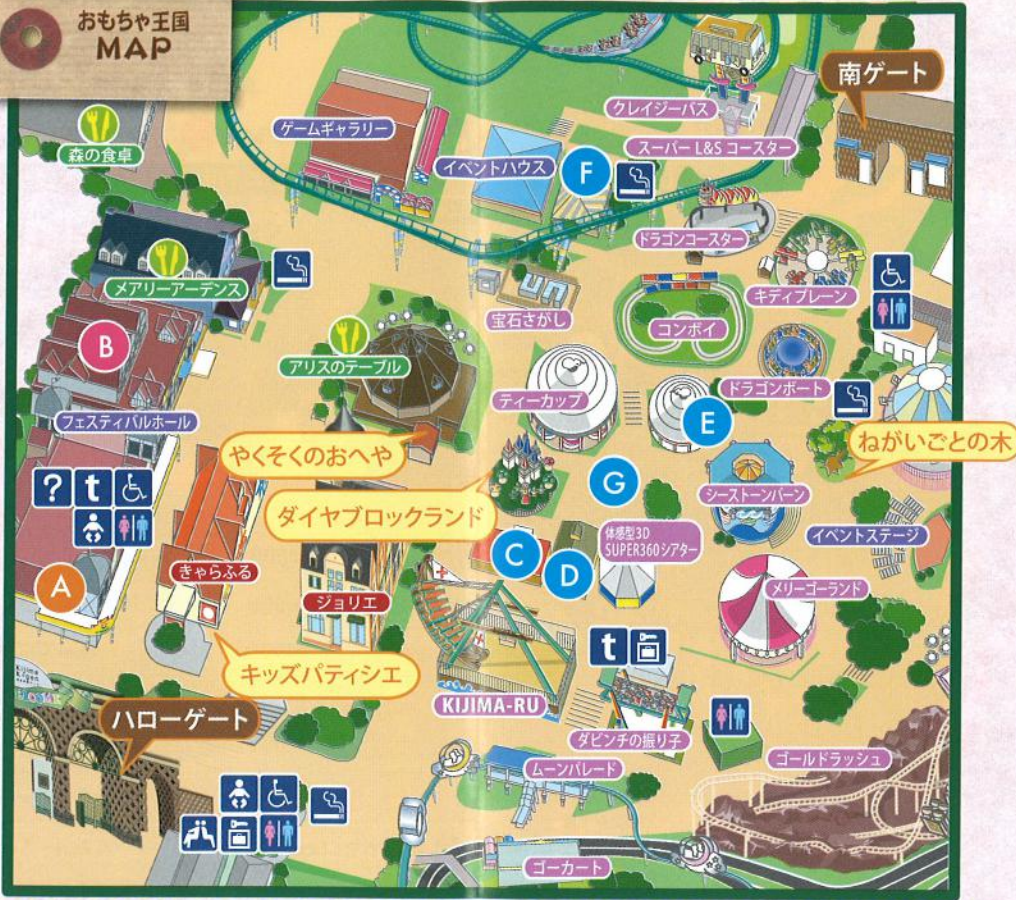 おもちゃ王国
MAP
南ゲート
クレイジーバス
ゲームギャラリー
スーパー L&S コースター
森の食卓
イベントハウス
F
ドラゴンコースター
メアリーアーデンス
キディプレーン
宝石さがし
コンボイ
B
アリスのテーブル
ドラゴンボート
ティーカップ
E
フェスティバルホール
ねがいごとの木
やくそくのおへや
G
シーストーンバーン
? t
ダイヤブロックランド
体感型3D
SUPER360シアター
イベントステージ
C
D
きゃらふる
A
ジョリエ
メリーゴーランド
t
キッズパティシエ
KIJIMA-RU
ハローゲート
ダビンチの振り子
ゴールドラッシュ
ムーンパレード
ゴーカート